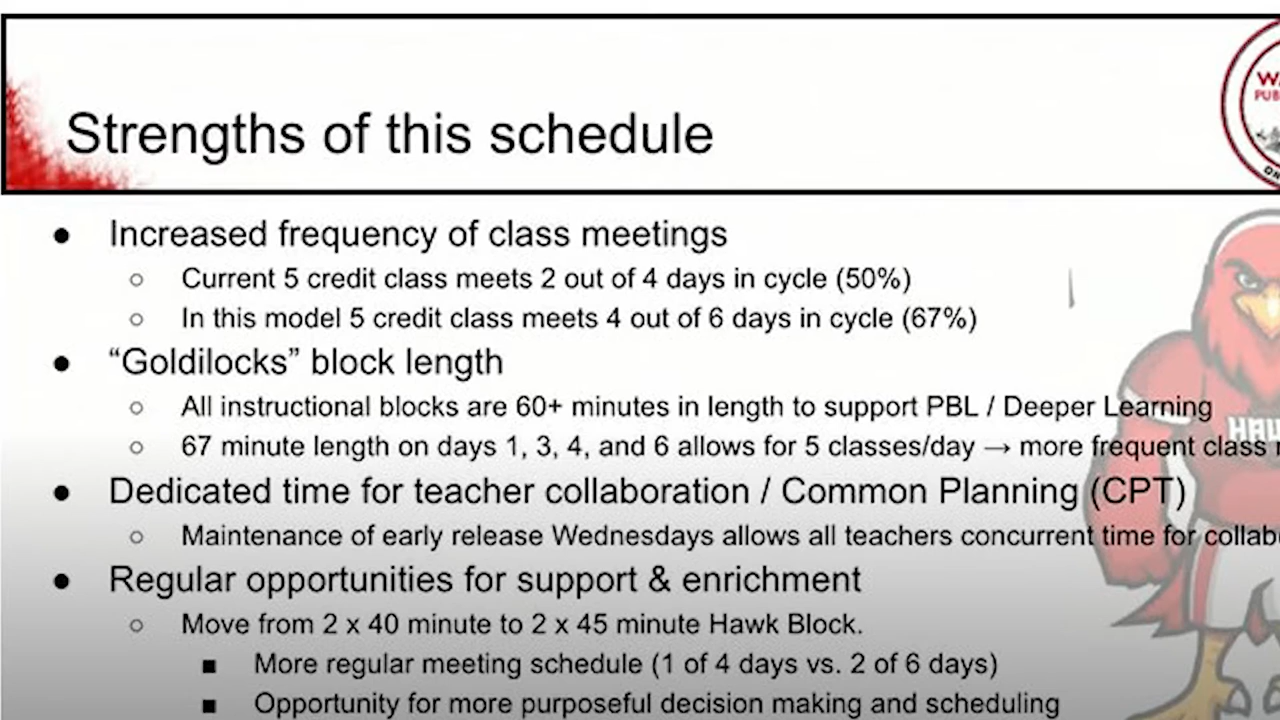 Strengths of this schedule
● Increased frequency of class meetings
○ Current 5 credit class meets 2 out of 4 days in cycle (50%)
○ In this model 5 credit class meets 4 out of 6 days in cycle (67%)
● “Goldilocks” block length
○ All instructional blocks are 60+ minutes in length to support PBL / Deeper Learning
○ 67 minute length on days 1, 3, 4, and 6 allows for 5 classes/day → more frequent class
● Dedicated time for teacher collaboration / Common Planning (CPT)
○ Maintenance of early release Wednesdays allows all teachers concurrent time for
● Regular opportunities for support & enrichment
○ Move from 2 x 40 minute to 2 x 45 minute Hawk Block.
■ More regular meeting schedule (1 of 4 days vs. 2 of 6 days)
■ Opportunity for more purposeful decision making and scheduling